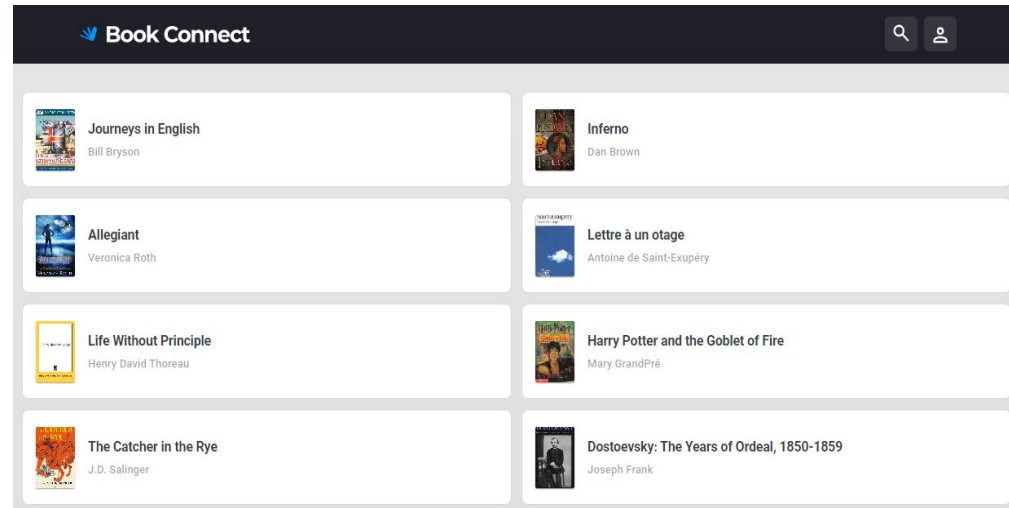 Book Connect
Journeys in English
Bill Bryson
Inferno
Dan Brown
Allegiant
Veronica Roth
Lettre à un otage
Antoine de Saint-Exupéry
Life Without Principle
Henry David Thoreau
Harry Potter and the Goblet of Fire
Mary GrandPré
The Catcher in the Rye
J.D. Salinger
Dostoevsky: The Years of Ordeal, 1850-1859
Joseph Frank